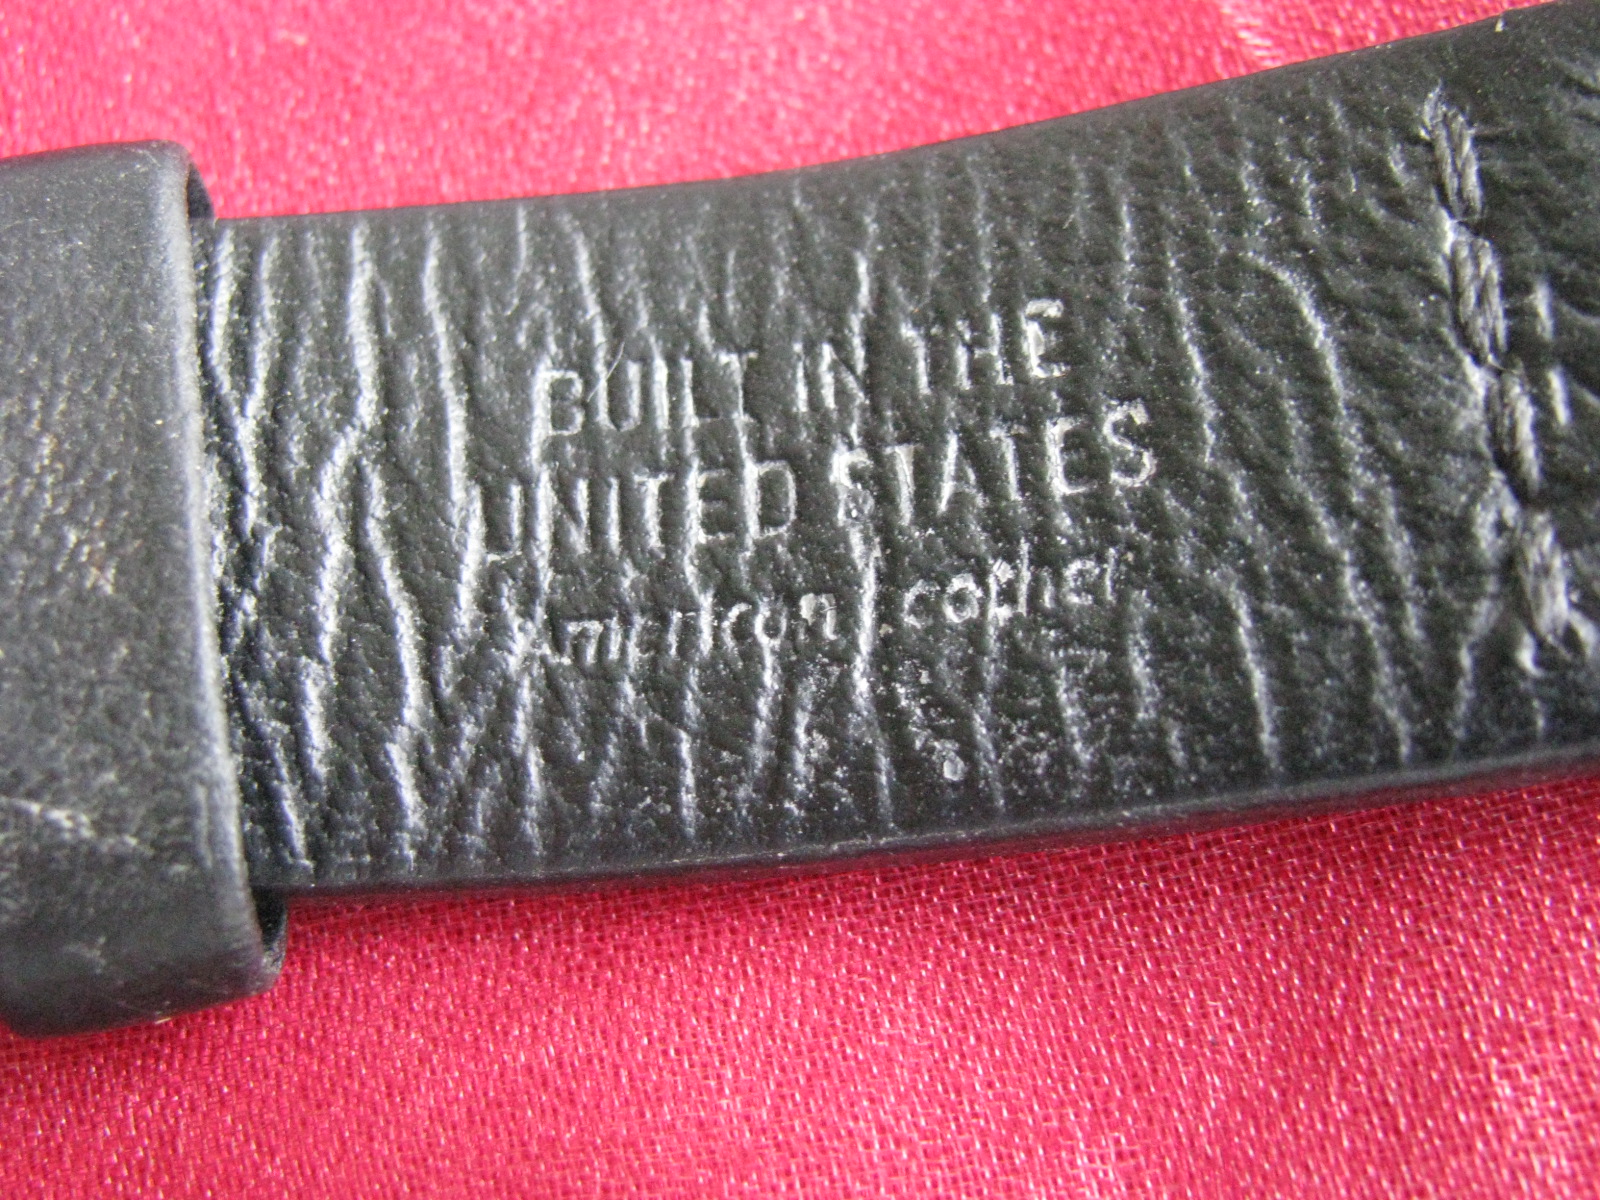 BUILT IN THE
UNITED STATES
American